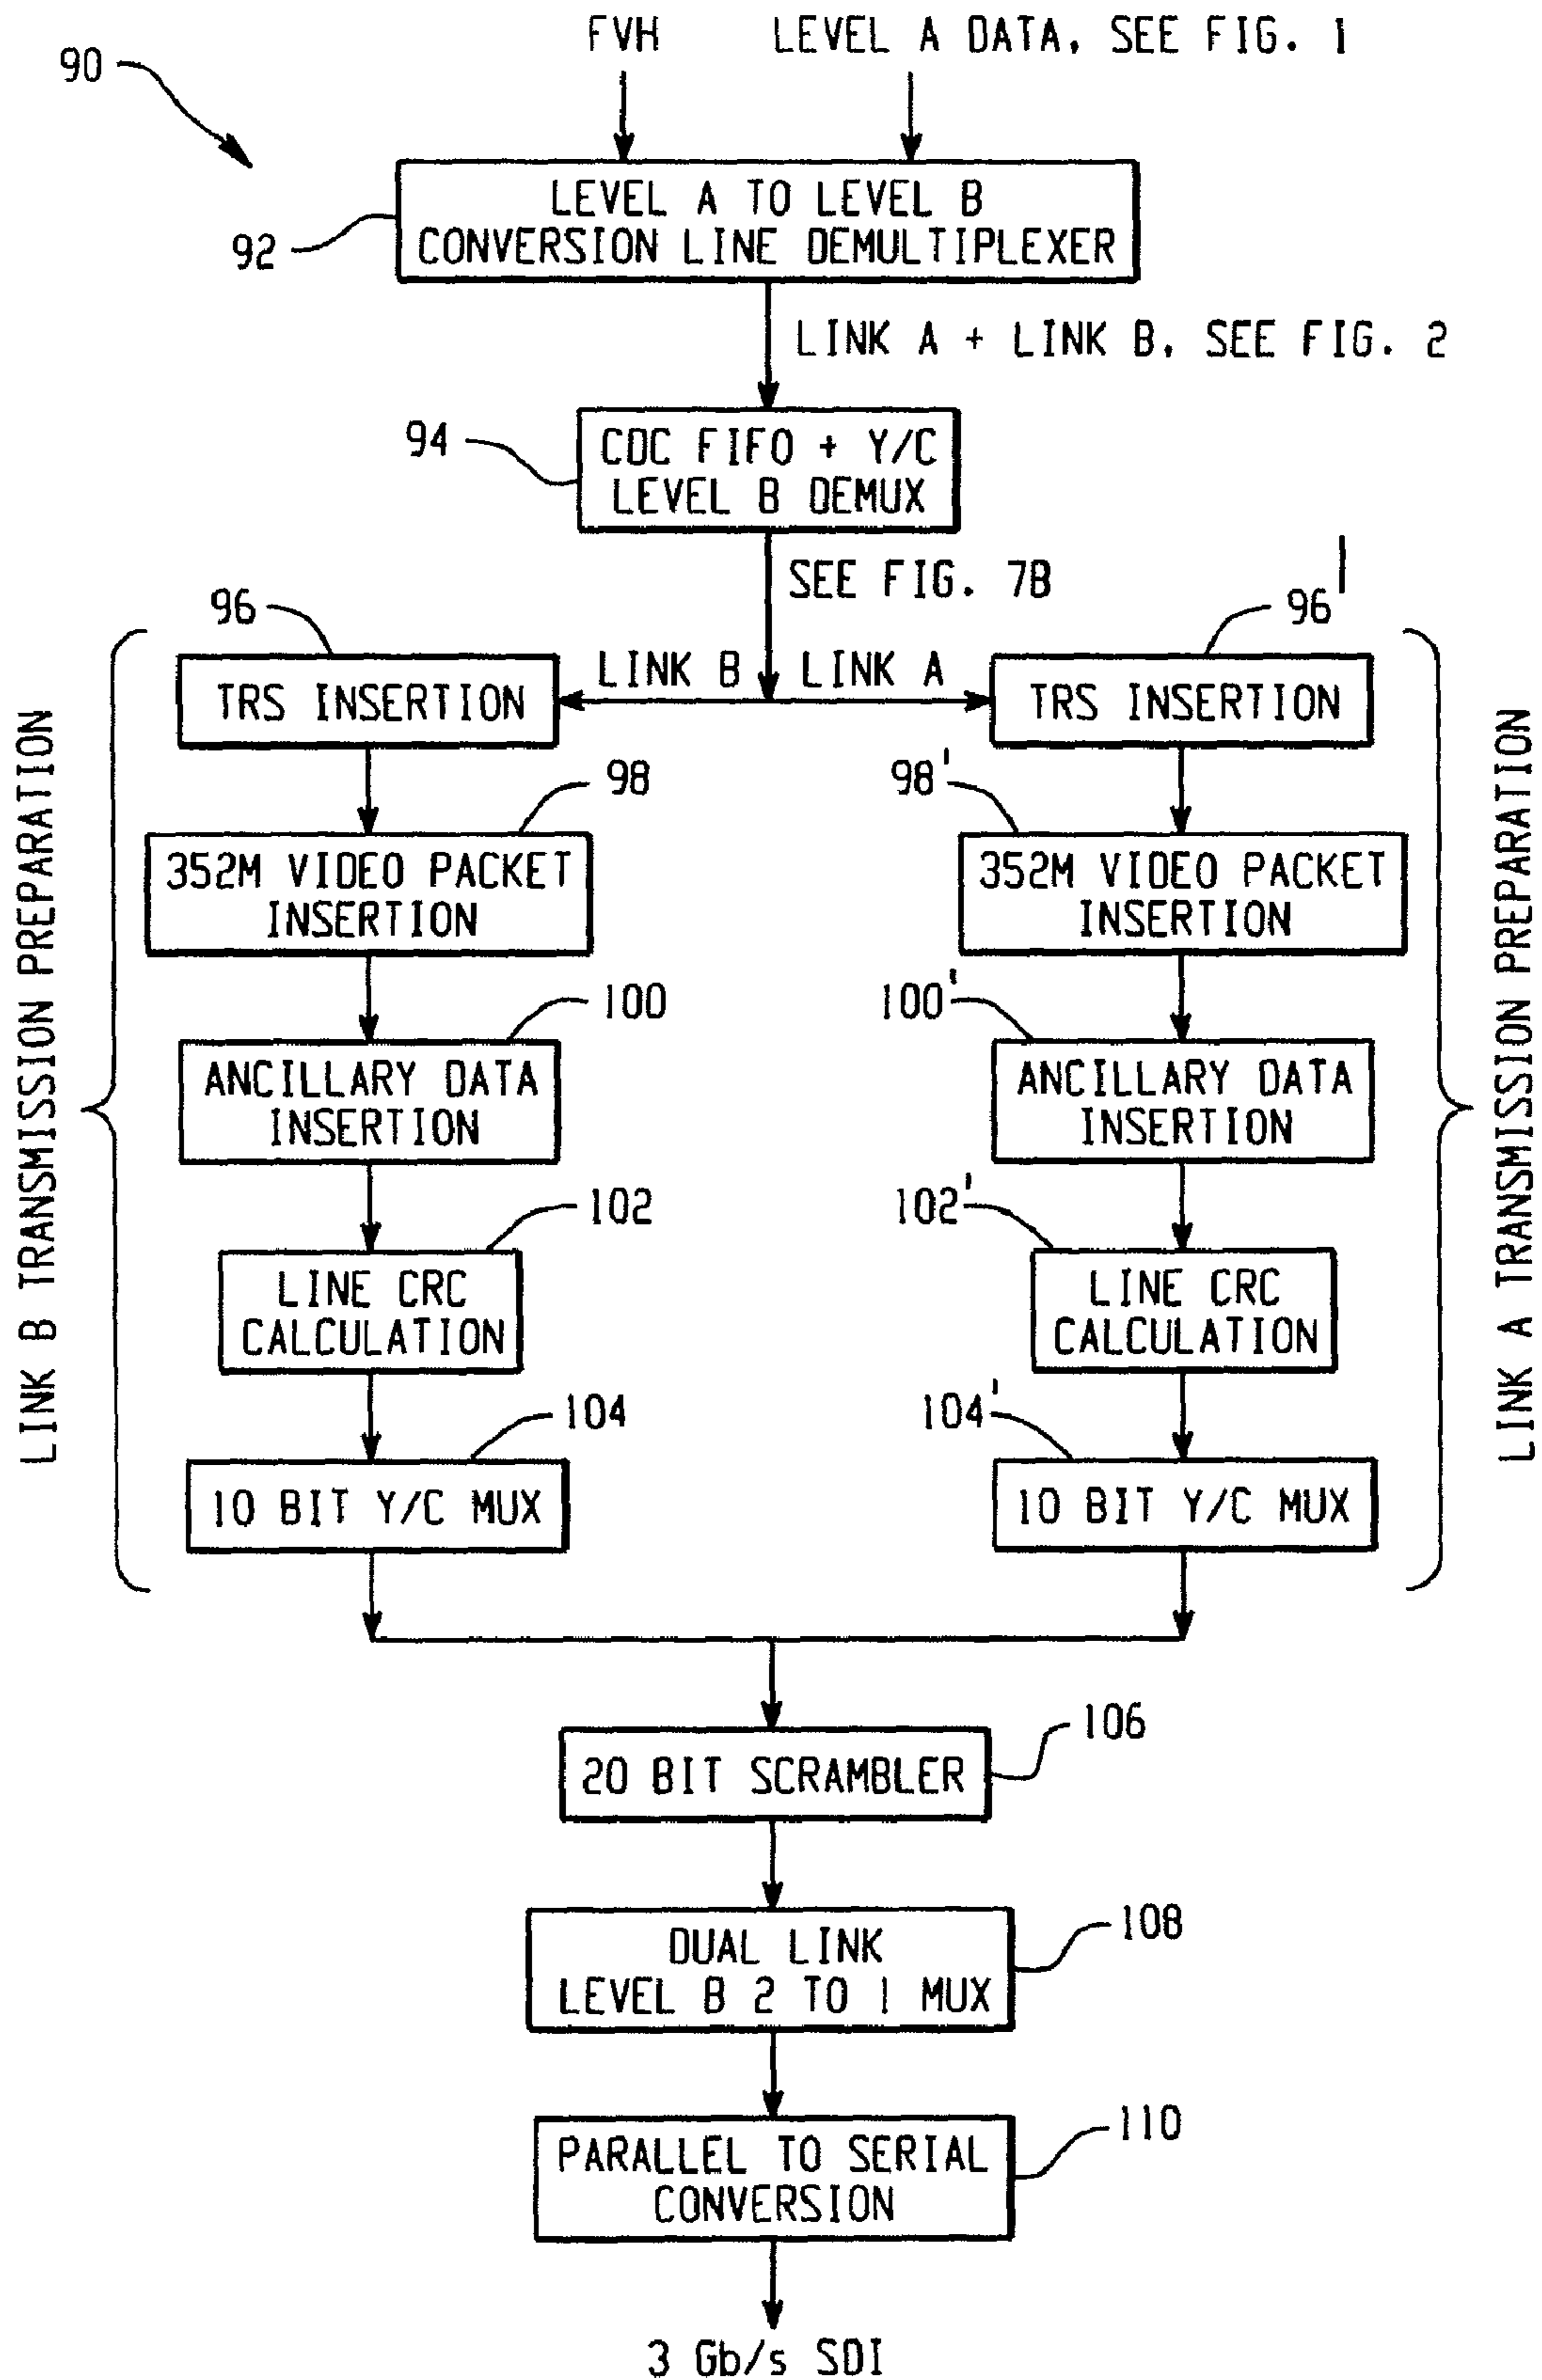 FVH
LEVEL A DATA, SEE FIG. 1
90
LEVEL A TO LEVEL B
CONVERSION LINE DEMULTIPLEXER
92
LINK A + LINK B, SEE FIG. 2
94
CDC FIFO + Y/C
LEVEL B DEMUX
SEE FIG. 7B
96
96'
LINK B
LINK A
TRS INSERTION
TRS INSERTION
98
98'
352M VIDEO PACKET
INSERTION
352M VIDEO PACKET
INSERTION
100
100'
ANCILLARY DATA
INSERTION
ANCILLARY DATA
INSERTION
102
102'
LINE CRC
CALCULATION
LINE CRC
CALCULATION
104
104'
10 BIT Y/C MUX
10 BIT Y/C MUX
LINK B TRANSMISSION PREPARATION
LINK A TRANSMISSION PREPARATION
106
20 BIT SCRAMBLER
108
DUAL LINK
LEVEL B 2 TO 1 MUX
110
PARALLEL TO SERIAL
CONVERSION
3 Gb/s SDI